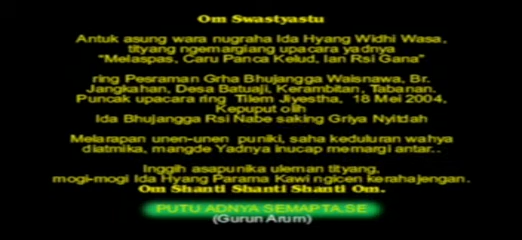 Om Swastyastu
Antuk asung wara nugraha Ida Hyang Widhi Wasa,
tityang ngemargiang upacara yadnya
"Melaspas, Caru Panca Kelud, lan Rsi Gana"
ring Pesraman Grha Bhujangga Waisnawa, Br.
Jangkahan, Desa Batuaji, Kerambitan, Tabanan.
Puncak upacara ring Tilem Jiyestha, 18 Mei 2004,
Kepuput olih
Ida Bhujangga Rsi Nabe saking Griya Nyitdah
Melarapan unen-unen puniki, saha keduluran wahya
diatmika, mangde Yadnya inucap memargi antar..
Inggih asapunika uleman tityang,
mogi-mogi Ida Hyang Parama Kawi ngicen kerahajengan.
Om Shanti Shanti Shanti Om.
PUTU ADNYA SEMAPTA.SE
(Gurun Arum)